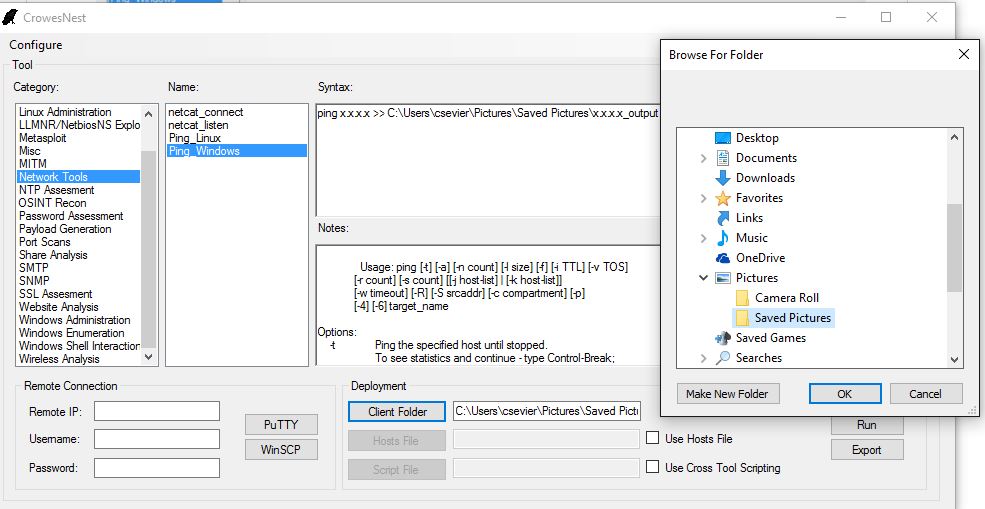 CrowesNest
Configure
Tool
Category:
Name:
Syntax:
Linux Administration
LLMNR/NetbiosNS Explo
Metasploit
Misc
MITM
Network Tools
NTP Assesment
OSINT Recon
Password Assessment
Payload Generation
Port Scans
Share Analysis
SMTP
SNMP
SSL Assesment
Website Analysis
Windows Administration
Windows Enumeration
Windows Shell Interaction
Wireless Analysis
netcat_connect
netcat_listen
Ping_Linux
Ping_Windows
ping x.x.x.x >> C:\Users\csevier\Pictures\Saved Pictures\x.x.x.x_output
Notes:
Usage: ping [-t] [-a] [-n count] [-l size] [-f] [-i TTL] [-v TOS]
[-r count] [-s count] [[-j host-list] | [-k host-list]]
[-w timeout] [-R] [-S srcaddr] [-c compartment] [-p]
[-4] [-6] target_name
Options:
-t Ping the specified host until stopped.
To see statistics and continue - type Control-Break;
Remote Connection
Remote IP:
Username:
Password:
PuTTY
WinSCP
Deployment
Client Folder
C:\Users\csevier\Pictures\Saved Pictu
Hosts File
Use Hosts File
Script File
Use Cross Tool Scripting
Run
Export
Browse For Folder
Desktop
Documents
Downloads
Favorites
Links
Music
OneDrive
Pictures
Camera Roll
Saved Pictures
Saved Games
Searches
Make New Folder
OK
Cancel